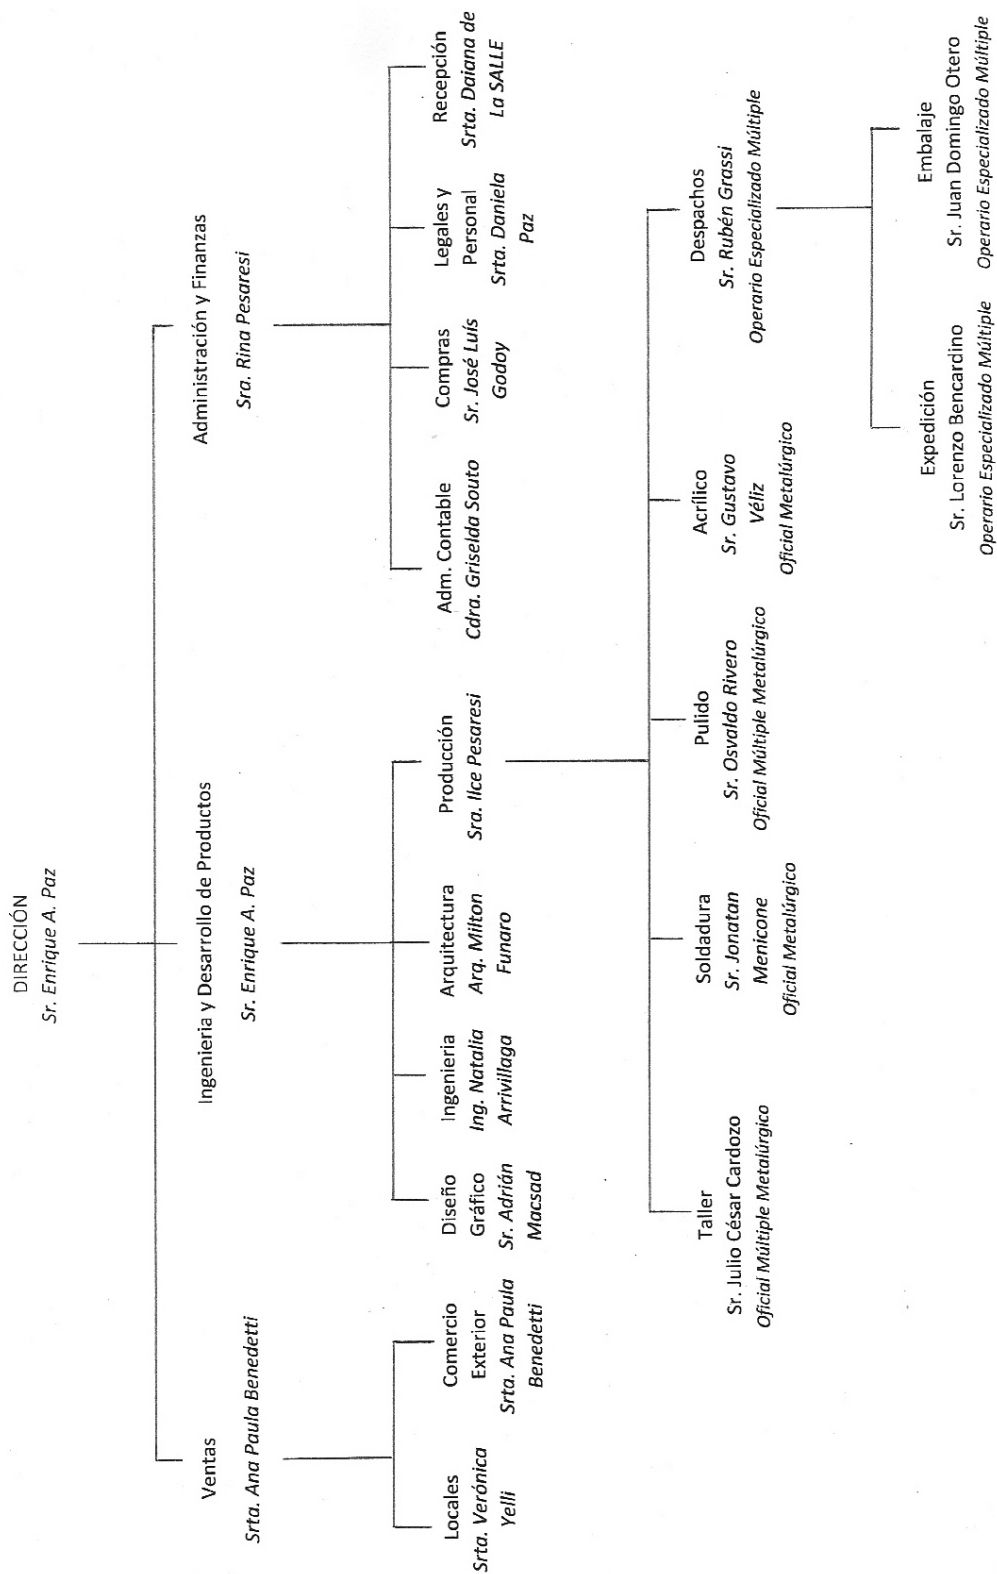 DIRECCIÓN
Sr. Enrique A. Paz
Ventas
Srta. Ana Paula Benedetti
Ingenieria y Desarrollo de Productos
Sr. Enrique A. Paz
Administración y Finanzas
Sra. Rina Pesaresi
Locales
Srta. Verónica
Yelli
Comercio
Exterior
Srta. Ana Paula
Benedetti
Diseño
Gráfico
Sr. Adrián
Macsad
Ingenieria
Ing. Natalia
Arrivillaga
Arquitectura
Arq. Milton
Funaro
Producción
Sra. Ilce Pesaresi
Adm. Contable
Cdra. Griselda Souto
Compras
Sr. José Luís
Godoy
Legales y
Personal
Srta. Daniela
Paz
Recepción
Srta. Daiana de
La SALLE
Taller
Sr. Julio César Cardozo
Oficial Múltiple Metalúrgico
Soldadura
Sr. Jonatan
Menicone
Oficial Metalúrgico
Pulido
Sr. Osvaldo Rivero
Oficial Múltiple Metalúrgico
Acrílico
Sr. Gustavo
Véliz
Oficial Metalúrgico
Despachos
Sr. Rubén Grassi
Operario Especializado Múltiple
Expedición
Sr. Lorenzo Bencardino
Operario Especializado Múltiple
Embalaje
Sr. Juan Domingo Otero
Operario Especializado Múltiple